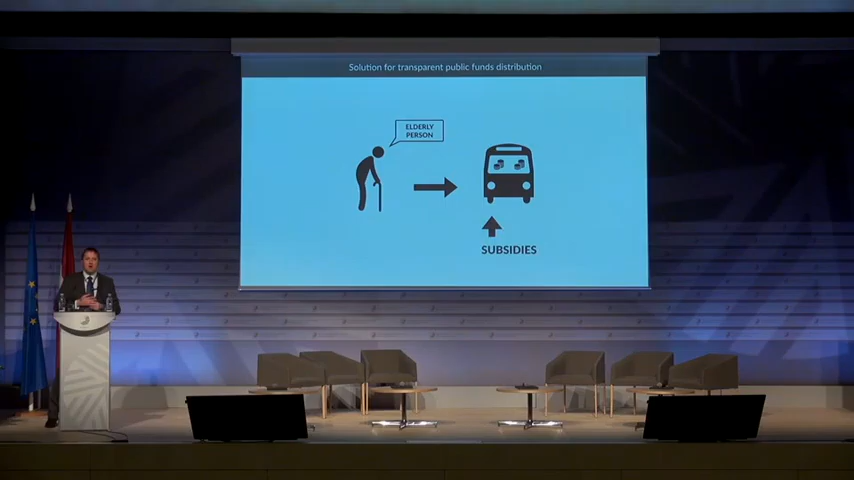 Solution for transparent public funds distribution
ELDERLY
PERSON
SUBSIDIES